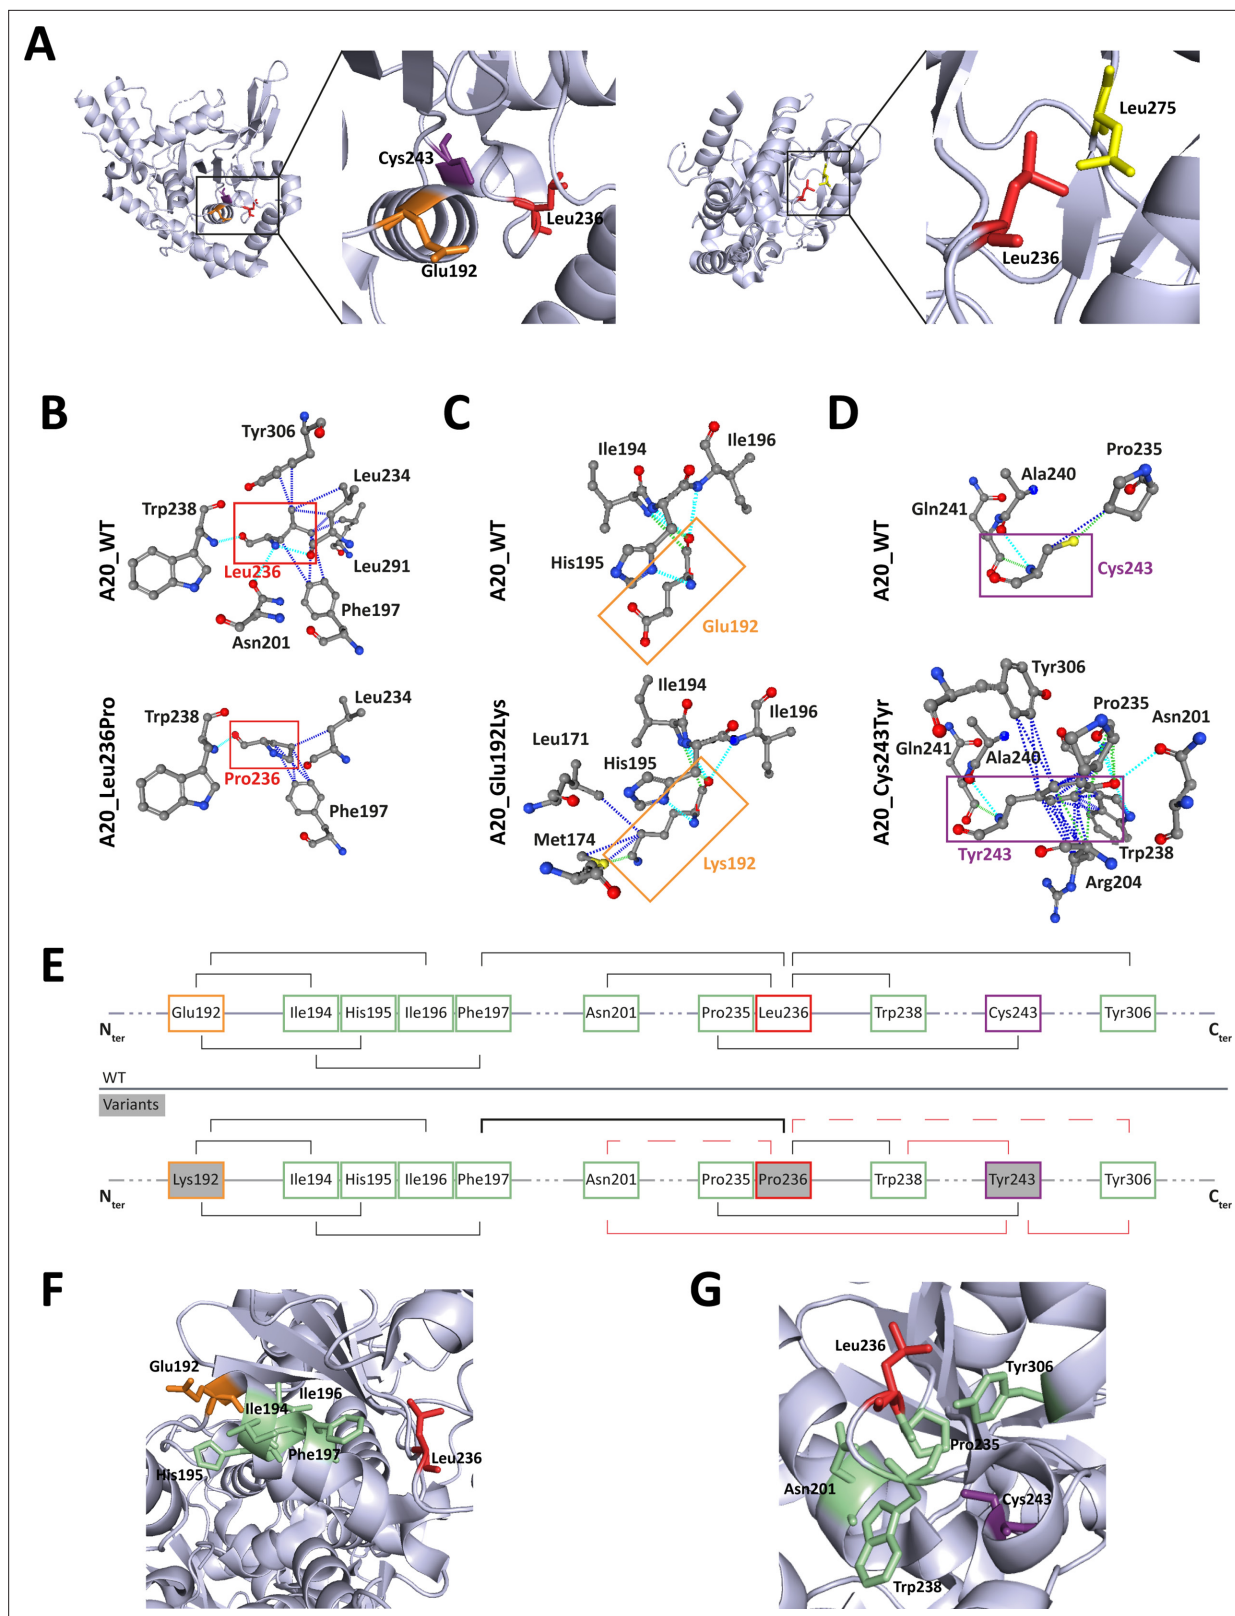 A
Cys243
Leu236
Glu192
Leu275
Leu236
B
A20_WT
Tyr306
Leu234
Trp238
Leu236
Leu291
Phe197
Asn201
A20_Leu236Pro
Leu234
Trp238
Pro236
Phe197
C
A20_WT
Ile194
Ile196
His195
Glu192
A20_Glu192Lys
Ile194
Ile196
Leu171
His195
Met174
Lys192
D
A20_WT
Pro235
Ala240
Gln241
Cys243
A20_Cys243Tyr
Tyr306
Pro235
Asn201
Gln241
Ala240
Tyr243
Trp238
Arg204
E
Glu192 Ile194 His195 Ile196 Phe197 Asn201 Pro235 Leu236 Trp238 Cys243 Tyr306
Nter Cter
WT
Variants
Lys192 Ile194 His195 Ile196 Phe197 Asn201 Pro235 Pro236 Trp238 Tyr243 Tyr306
Nter Cter
F
Glu192
Ile196
Ile194
Phe197
His195
Leu236
G
Leu236
Tyr306
Pro235
Asn201
Cys243
Trp238